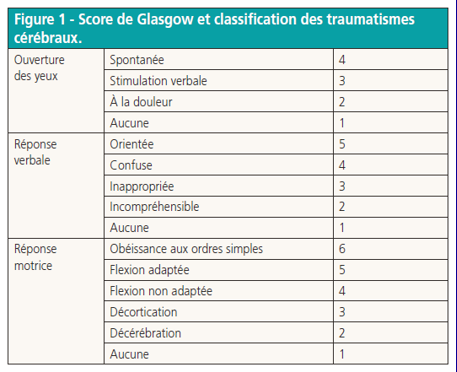 Figure 1 - Score de Glasgow et classification des traumatismes
cérébraux.
Ouverture des yeux Spontanée 4
Stimulation verbale 3
À la douleur 2
Aucune 1
Réponse verbale Orientée 5
Confuse 4
Inappropriée 3
Incompréhensible 2
Aucune 1
Réponse motrice Obéissance aux ordres simples 6
Flexion adaptée 5
Flexion non adaptée 4
Décortication 3
Décérébration 2
Aucune 1